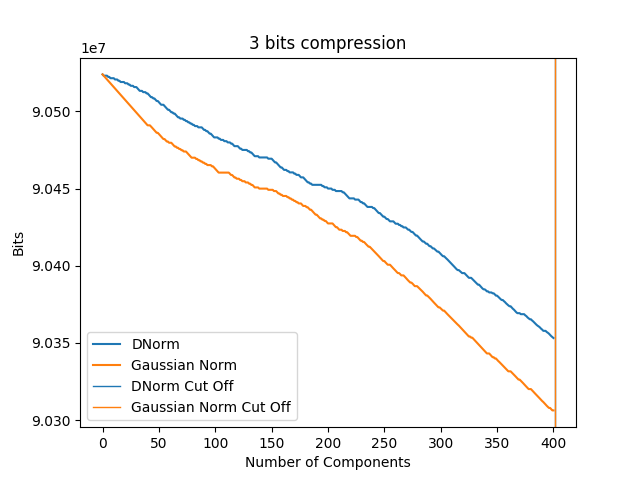 3 bits compression
1e7
9.050
9.045
9.040
9.035
9.030
Bits
DNorm
Gaussian Norm
DNorm Cut Off
Gaussian Norm Cut Off
0 50 100 150 200 250 300 350 400
Number of Components